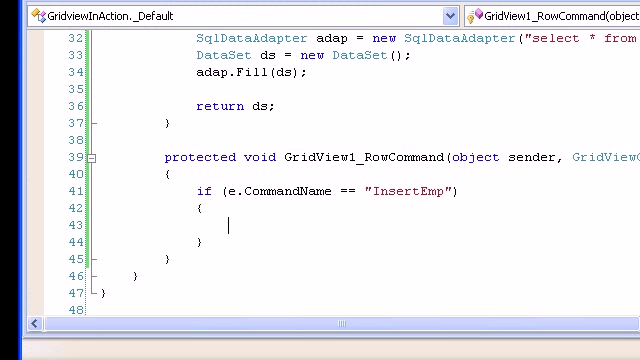 GridviewInAction._Default GridView1_RowCommand(object
32 SqlDataAdapter adap = new SqlDataAdapter("select * from
33 DataSet ds = new DataSet();
34 adap.Fill(ds);
35
36 return ds;
37 }
38
39 protected void GridView1_RowCommand(object sender, GridViewC
40 {
41 if (e.CommandName == "InsertEmp")
42 {
43
44 }
45 }
46 }
47 }
48